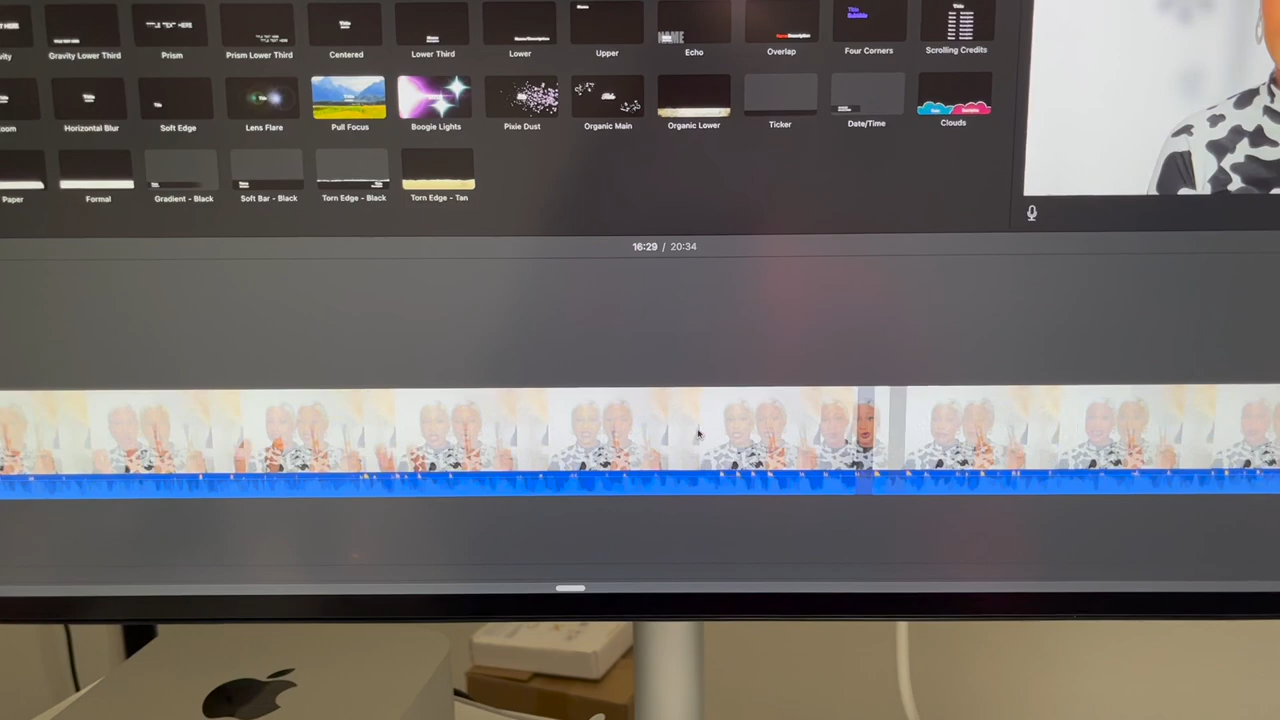 Gravity Lower Third
Prism
Prism Lower Third
Centered
Lower Third
Lower
Upper
Echo
Overlap
Four Corners
Scrolling Credits
Horizontal Blur
Soft Edge
Lens Flare
Pull Focus
Boogie Lights
Pixie Dust
Organic Main
Organic Lower
Ticker
Date/Time
Clouds
Paper
Formal
Gradient - Black
Soft Bar - Black
Torn Edge - Black
Torn Edge - Tan
16:29 / 20:34